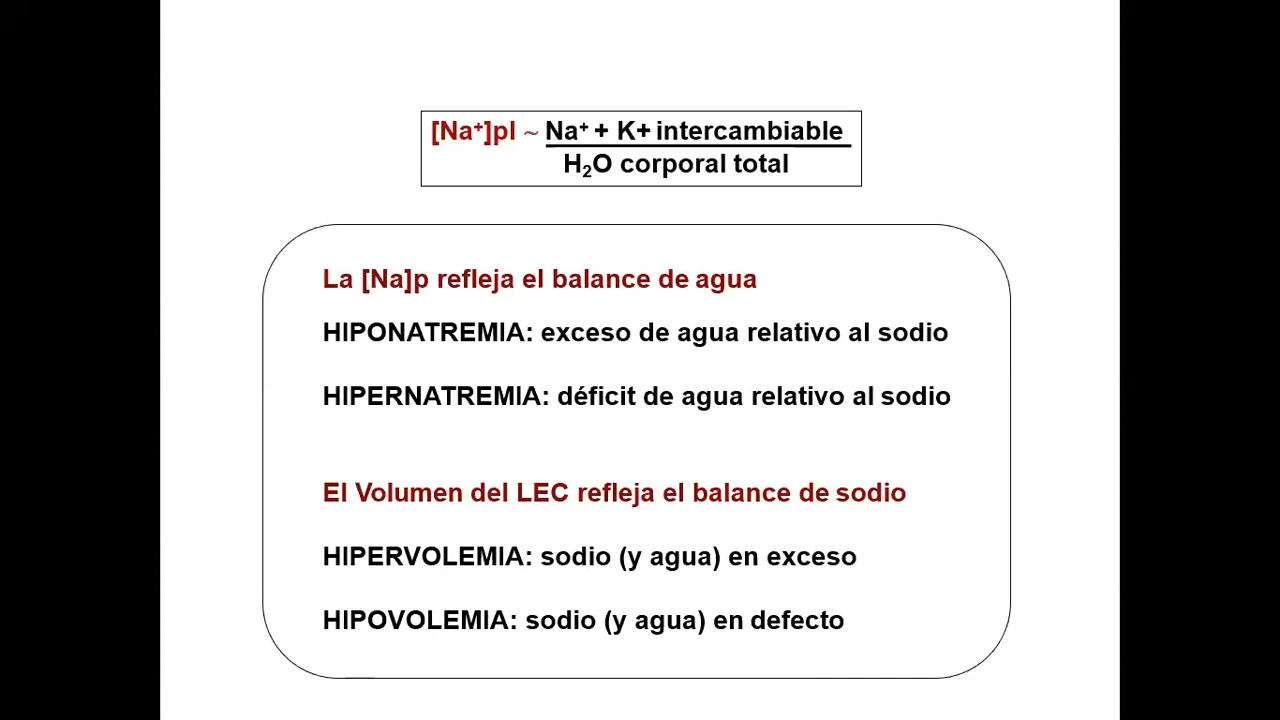 [Na⁺]pl ~ Na⁺ + K+ intercambiable
H₂O corporal total
La [Na]p refleja el balance de agua
HIPONATREMIA: exceso de agua relativo al sodio
HIPERNATREMIA: déficit de agua relativo al sodio
El Volumen del LEC refleja el balance de sodio
HIPERVOLEMIA: sodio (y agua) en exceso
HIPOVOLEMIA: sodio (y agua) en defecto